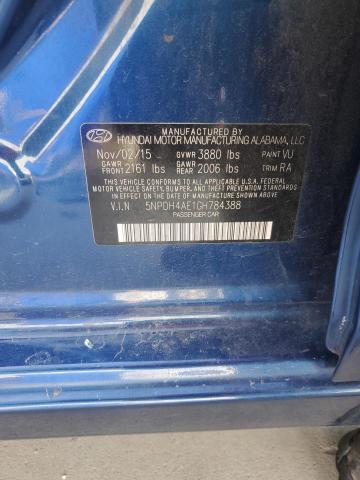 MANUFACTURED BY
HYUNDAI MOTOR MANUFACTURING ALABAMA, LLC
Nov/02/15 GVWR 3880 lbs PAINT VU
GAWR FRONT 2161 lbs GAWR REAR 2006 lbs TRIM RA
THIS VEHICLE CONFORMS TO ALL APPLICABLE U.S.A FEDERAL
MOTOR VEHICLE SAFETY, BUMPER, AND THEFT PREVENTION STANDARDS
IN EFFECT ON THE DATE OF MANUFACTURE SHOWN ABOVE.
V.I.N 5NPDH4AE1GH784388
PASSENGER CAR